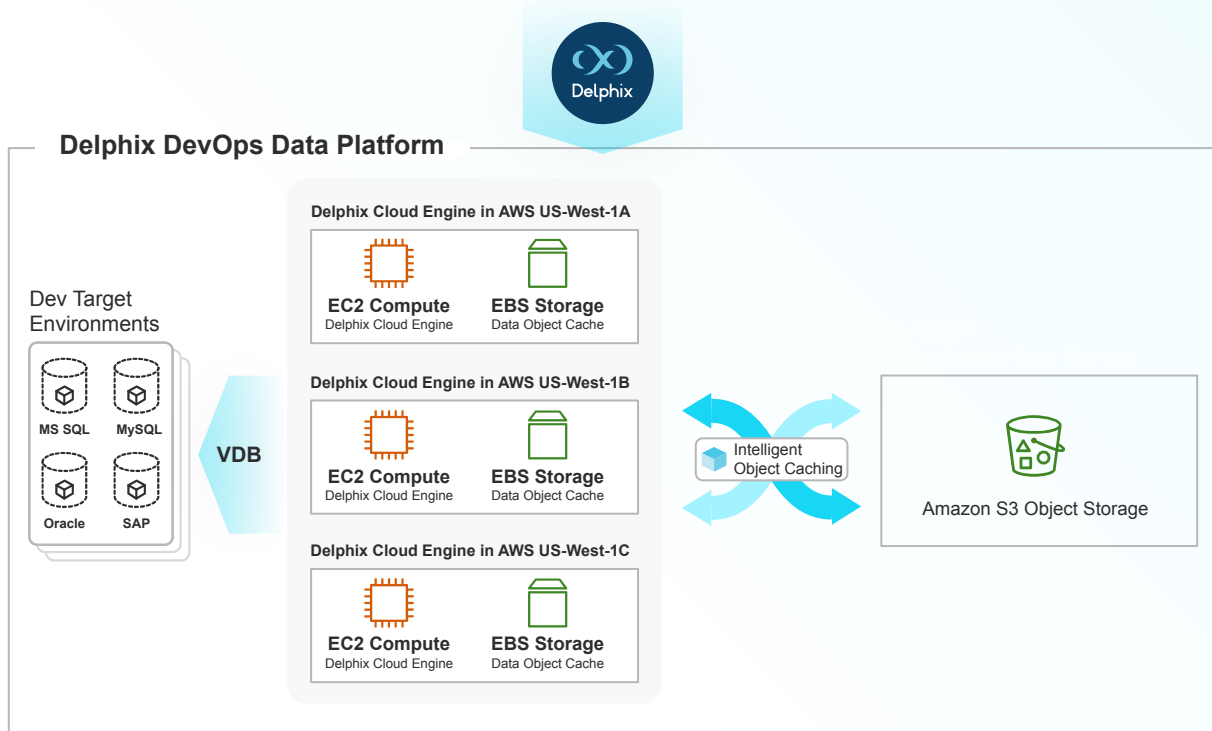 Delphix
Delphix DevOps Data Platform
Dev Target
Environments
MS SQL
MySQL
Oracle
SAP
VDB
Delphix Cloud Engine in AWS US-West-1A
EC2 Compute
Delphix Cloud Engine
EBS Storage
Data Object Cache
Delphix Cloud Engine in AWS US-West-1B
EC2 Compute
Delphix Cloud Engine
EBS Storage
Data Object Cache
Delphix Cloud Engine in AWS US-West-1C
EC2 Compute
Delphix Cloud Engine
EBS Storage
Data Object Cache
Intelligent
Object Caching
Amazon S3 Object Storage